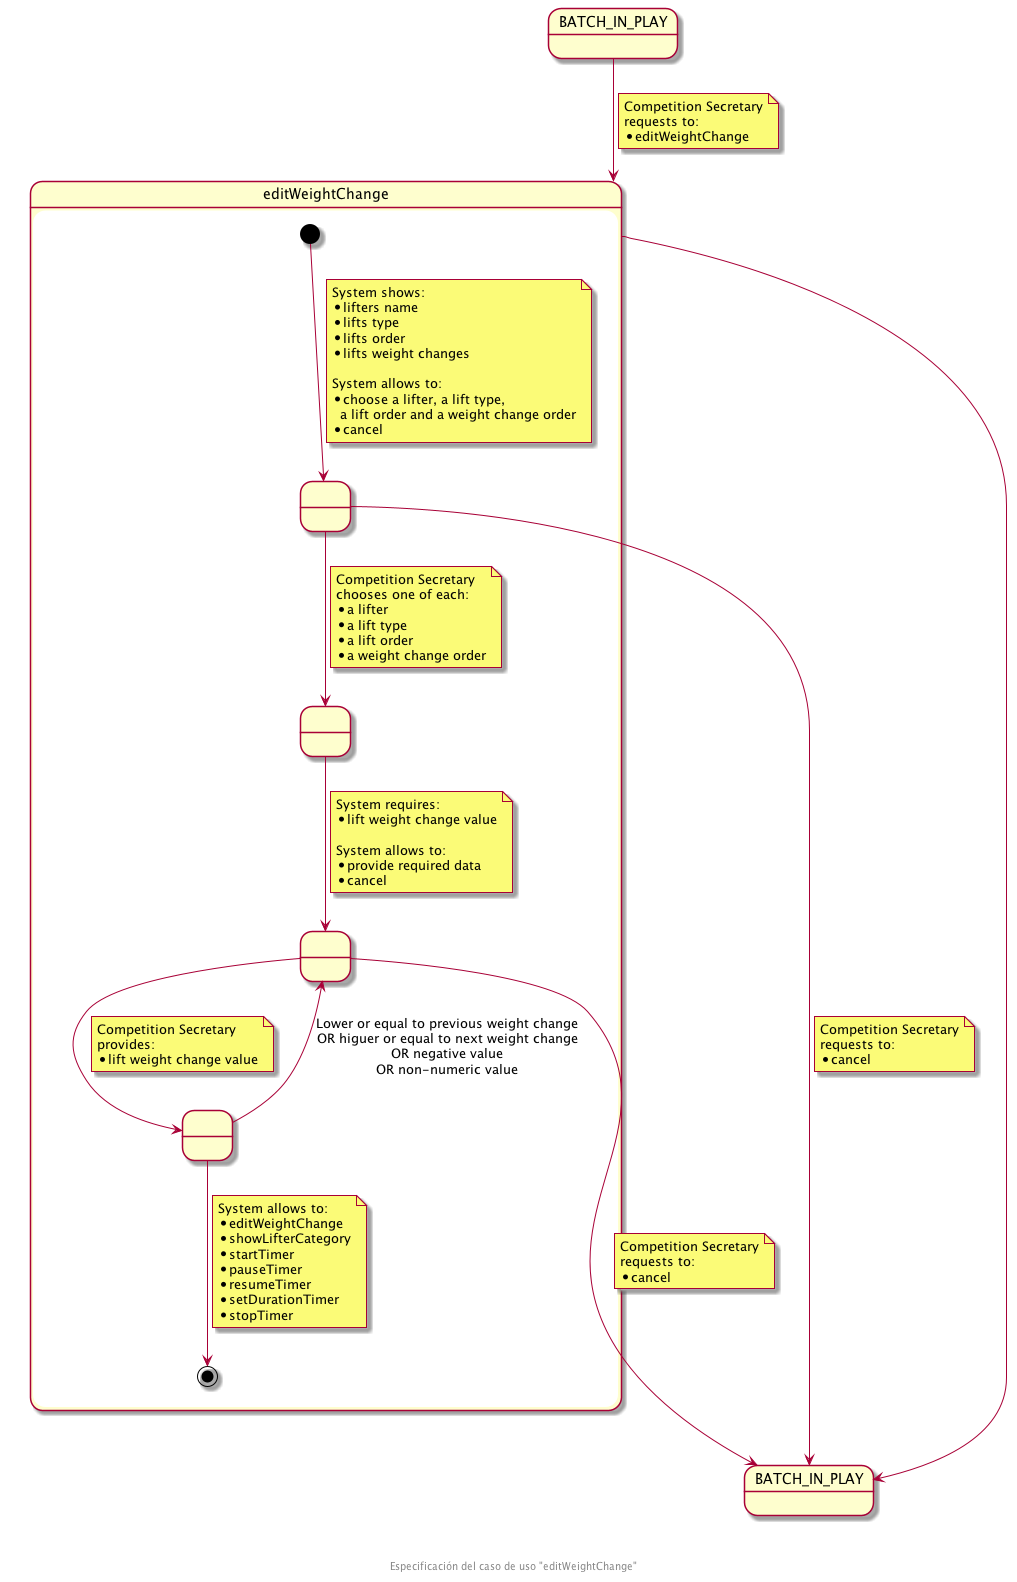 BATCH_IN_PLAY
Competition Secretary
requests to:
• editWeightChange
editWeightChange
System shows:
• lifters name
• lifts type
• lifts order
• lifts weight changes
System allows to:
• choose a lifter, a lift type,
a lift order and a weight change order
• cancel
Competition Secretary
chooses one of each:
• a lifter
• a lift type
• a lift order
• a weight change order
System requires:
• lift weight change value
System allows to:
• provide required data
• cancel
Competition Secretary
provides:
• lift weight change value
Lower or equal to previous weight change
OR higuer or equal to next weight change
OR negative value
OR non-numeric value
Competition Secretary
requests to:
• cancel
System allows to:
• editWeightChange
• showLifterCategory
• startTimer
• pauseTimer
• resumeTimer
• setDurationTimer
• stopTimer
Competition Secretary
requests to:
• cancel
BATCH_IN_PLAY
Especificación del caso de uso "editWeightChange"